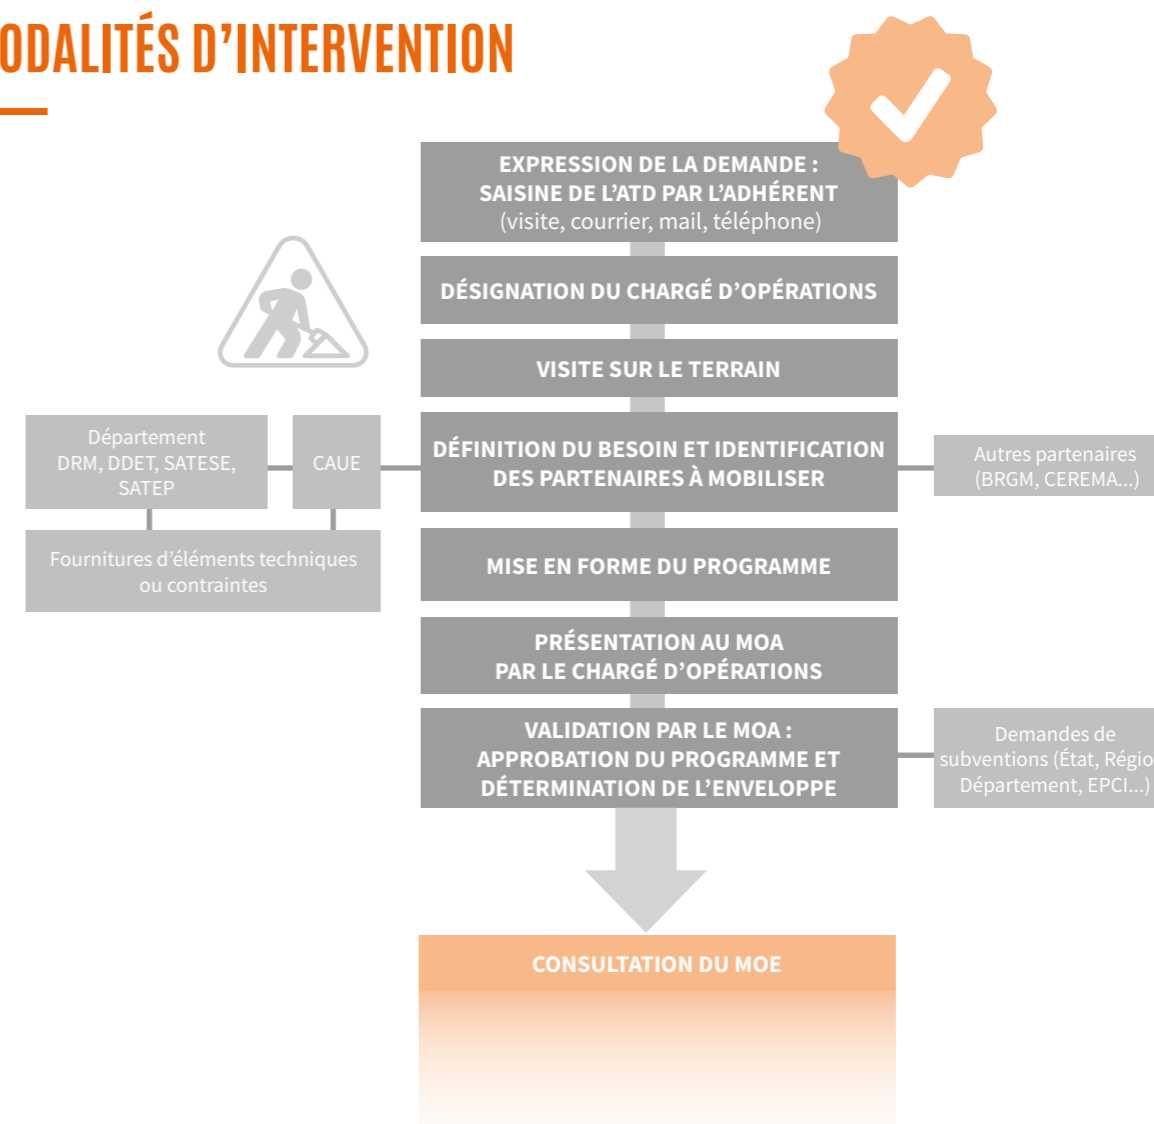 ODALITÉS D’INTERVENTION
EXPRESSION DE LA DEMANDE :
SAISINE DE L’ATD PAR L’ADHÉRENT
(visite, courrier, mail, téléphone)
DÉSIGNATION DU CHARGÉ D’OPÉRATIONS
VISITE SUR LE TERRAIN
Département
DRM, DDET, SATESE,
SATEP
CAUE
DÉFINITION DU BESOIN ET IDENTIFICATION
DES PARTENAIRES À MOBILISER
Autres partenaires
(BRGM, CEREMA...)
Fournitures d’éléments techniques
ou contraintes
MISE EN FORME DU PROGRAMME
PRÉSENTATION AU MOA
PAR LE CHARGÉ D’OPÉRATIONS
VALIDATION PAR LE MOA :
APPROBATION DU PROGRAMME ET
DÉTERMINATION DE L’ENVELOPPE
Demandes de
subventions (État, Régio
Département, EPCI...)
CONSULTATION DU MOE